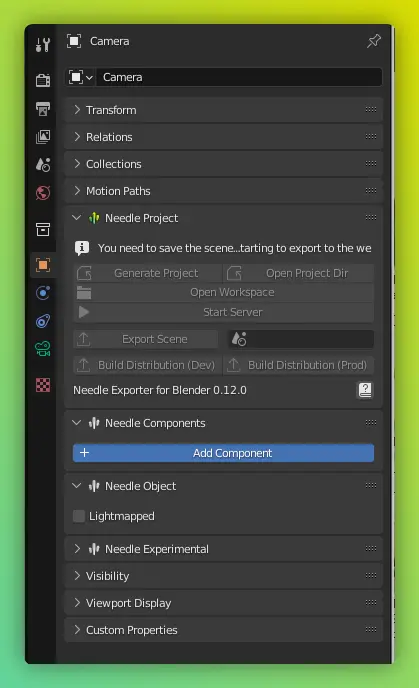 Camera
Camera
Transform
Relations
Collections
Motion Paths
Needle Project
You need to save the scene...tarting to export to the we
Generate Project Open Project Dir
Open Workspace
Start Server
Export Scene
Build Distribution (Dev) Build Distribution (Prod)
Needle Exporter for Blender 0.12.0
Needle Components
Add Component
Needle Object
Lightmapped
Needle Experimental
Visibility
Viewport Display
Custom Properties